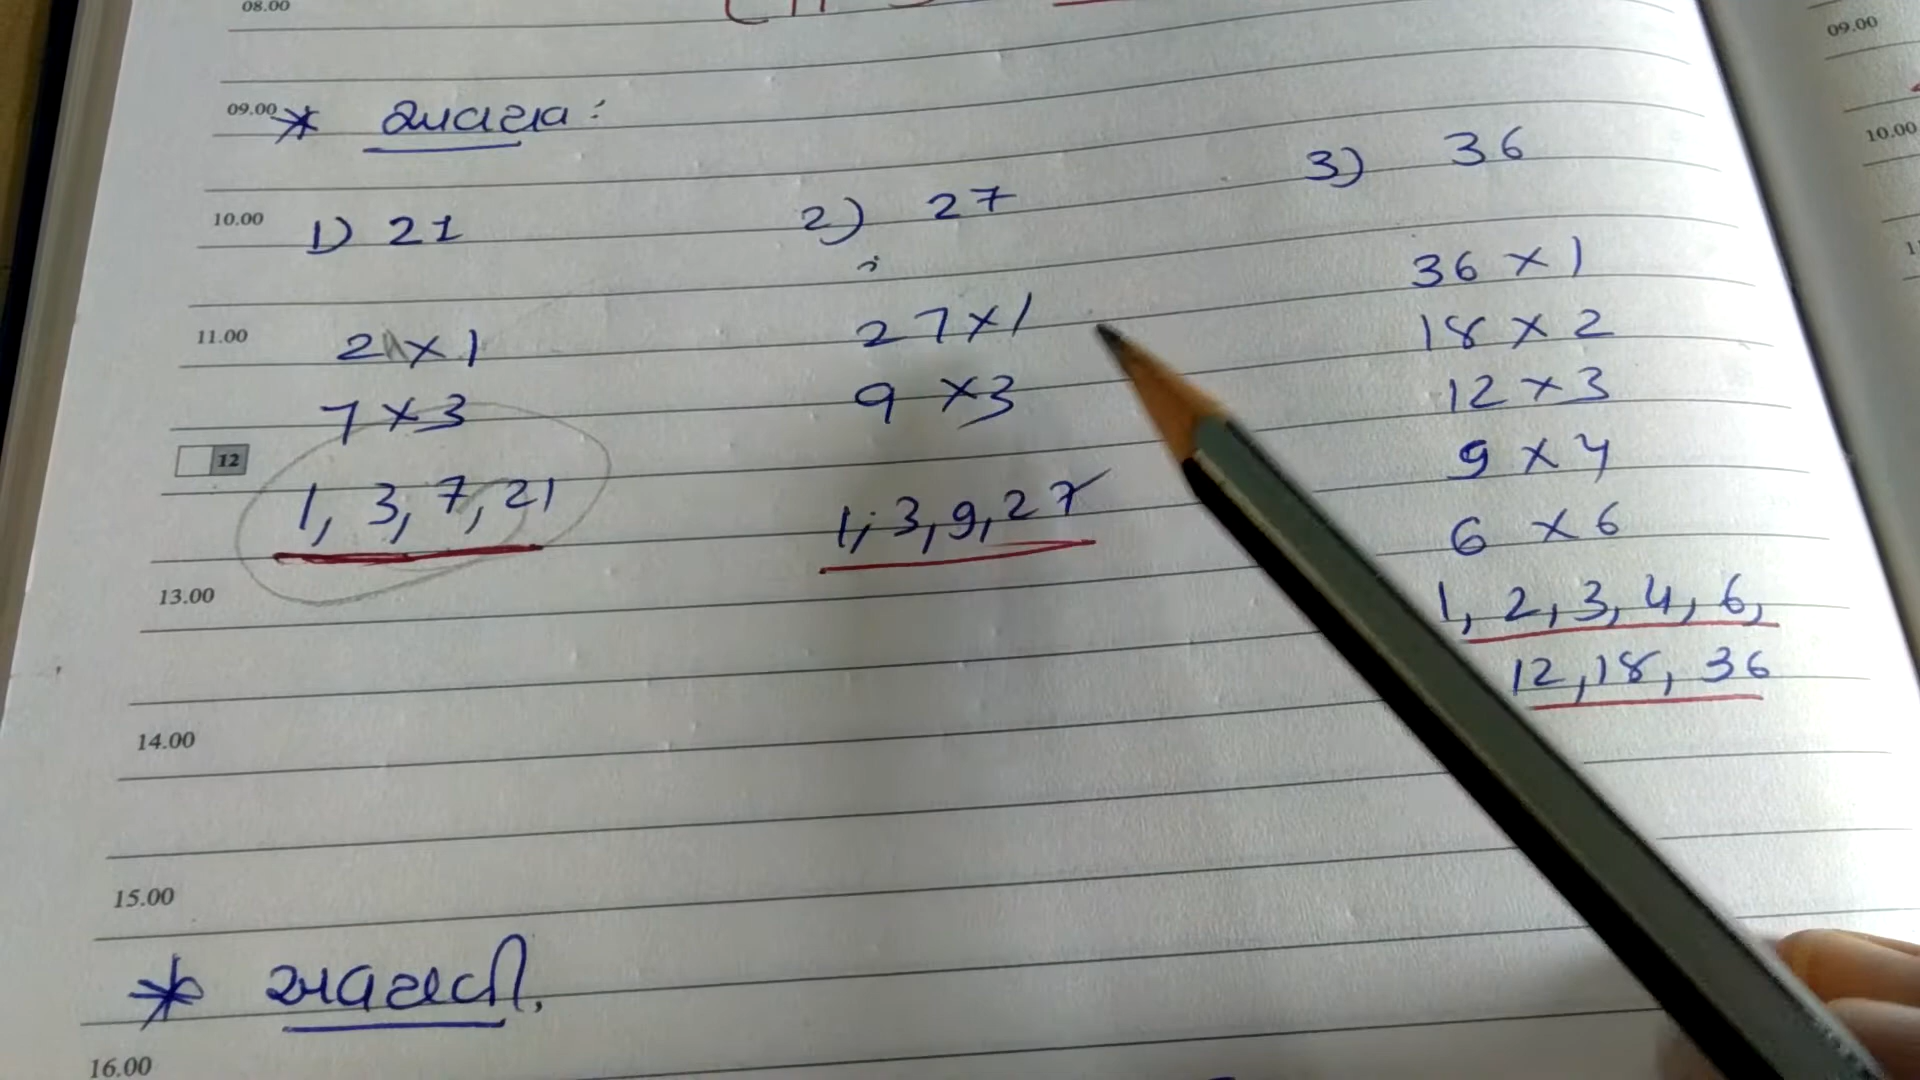 08.00
09.00
* અવયવ :
10.00
1) 21
2) 27
3) 36
11.00
21 × 1
7 × 3
12
1, 3, 7, 21
27 × 1
9 × 3
1, 3, 9, 27
36 × 1
18 × 2
12 × 3
9 × 4
6 × 6
1, 2, 3, 4, 6,
12, 18, 36
13.00
14.00
15.00
* અવયવી.
16.00
09.00
10.00